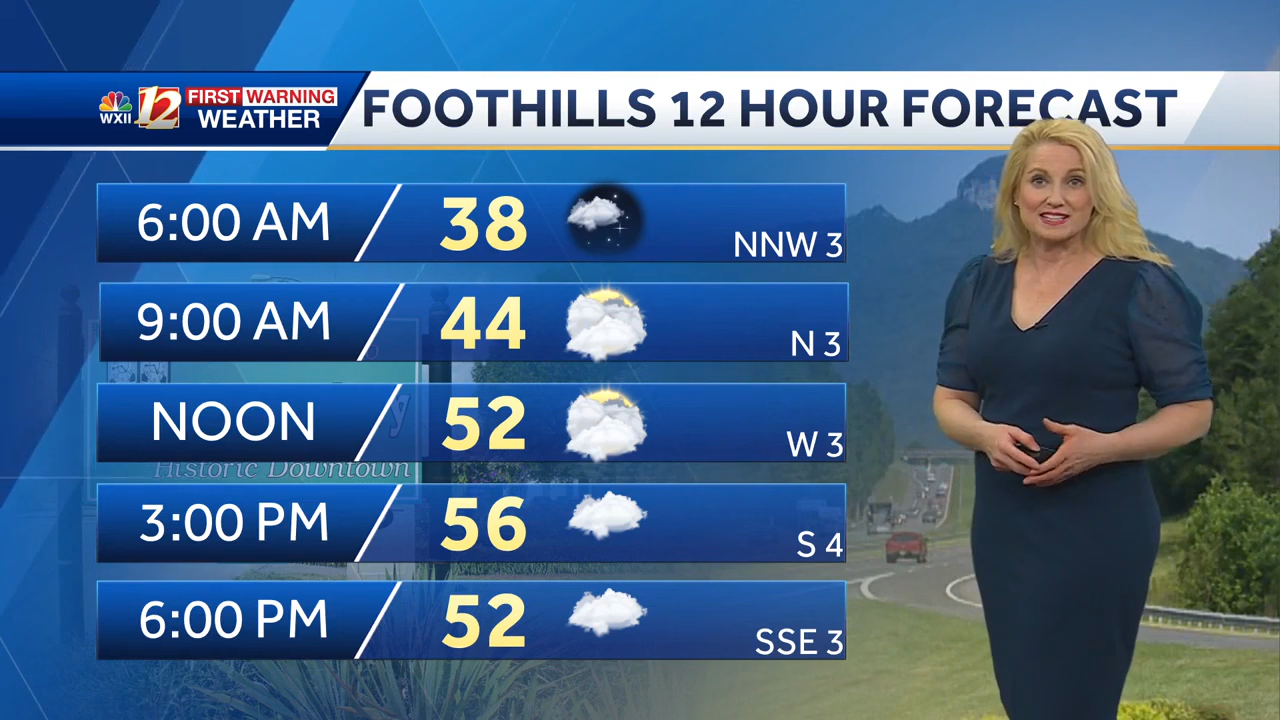 WXII 12 FIRST WARNING
WEATHER
FOOTHILLS 12 HOUR FORECAST
6:00 AM 38 NNW 3
9:00 AM 44 N 3
NOON 52 W 3
Historic Downtown
3:00 PM 56 S 4
6:00 PM 52 SSE 3